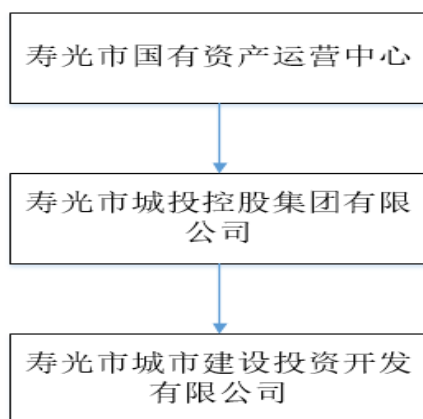 寿光市国有资产运营中心
寿光市城投控股集团有限
公司
寿光市城市建设投资开发
有限公司